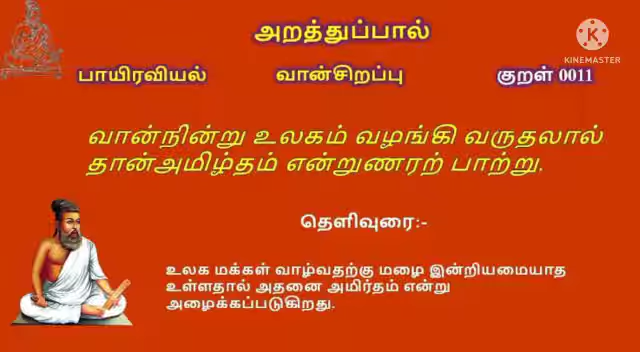 அறத்துப்பால்
KINEMASTER
பாயிரவியல் வான்சிறப்பு குறள் 0011
வான்நின்று உலகம் வழங்கி வருதலால்
தான்அமிழ்தம் என்றுணரற் பாற்று.
தெளிவுரை:-
உலக மக்கள் வாழ்வதற்கு மழை இன்றியமையாத
உள்ளதால் அதனை அமிர்தம் என்று
அழைக்கப்படுகிறது.